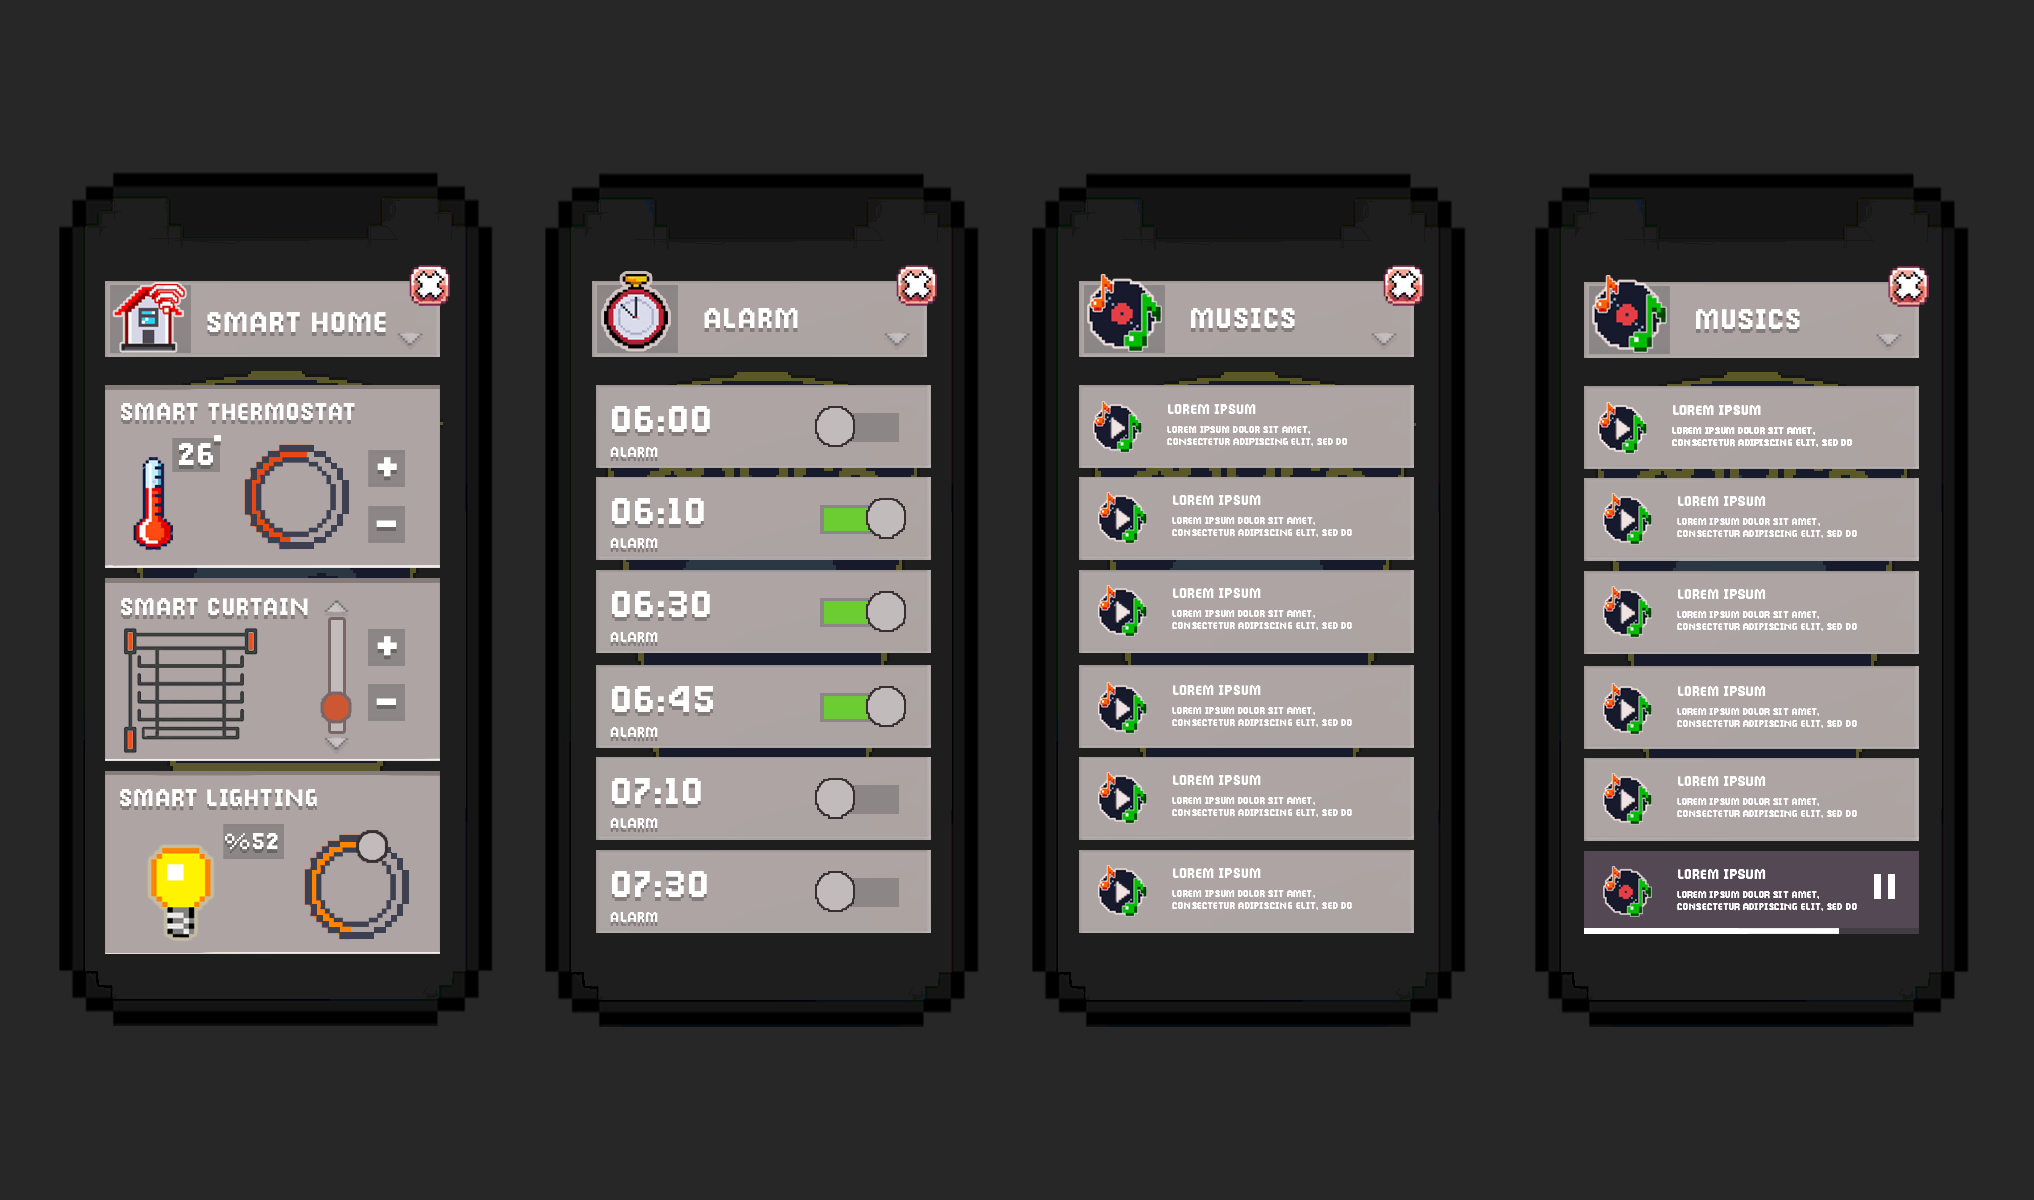 SMART HOME
SMART THERMOSTAT
26°
+
-
SMART CURTAIN
+
-
SMART LIGHTING
%52
ALARM
06:00
ALARM
06:10
ALARM
06:30
ALARM
06:45
ALARM
07:10
ALARM
07:30
ALARM
MUSICS
LOREM IPSUM
LOREM IPSUM DOLOR SIT AMET,
CONSECTETUR ADIPISCING ELIT, SED DO
LOREM IPSUM
LOREM IPSUM DOLOR SIT AMET,
CONSECTETUR ADIPISCING ELIT, SED DO
LOREM IPSUM
LOREM IPSUM DOLOR SIT AMET,
CONSECTETUR ADIPISCING ELIT, SED DO
LOREM IPSUM
LOREM IPSUM DOLOR SIT AMET,
CONSECTETUR ADIPISCING ELIT, SED DO
LOREM IPSUM
LOREM IPSUM DOLOR SIT AMET,
CONSECTETUR ADIPISCING ELIT, SED DO
LOREM IPSUM
LOREM IPSUM DOLOR SIT AMET,
CONSECTETUR ADIPISCING ELIT, SED DO
MUSICS
LOREM IPSUM
LOREM IPSUM DOLOR SIT AMET,
CONSECTETUR ADIPISCING ELIT, SED DO
LOREM IPSUM
LOREM IPSUM DOLOR SIT AMET,
CONSECTETUR ADIPISCING ELIT, SED DO
LOREM IPSUM
LOREM IPSUM DOLOR SIT AMET,
CONSECTETUR ADIPISCING ELIT, SED DO
LOREM IPSUM
LOREM IPSUM DOLOR SIT AMET,
CONSECTETUR ADIPISCING ELIT, SED DO
LOREM IPSUM
LOREM IPSUM DOLOR SIT AMET,
CONSECTETUR ADIPISCING ELIT, SED DO
LOREM IPSUM
LOREM IPSUM DOLOR SIT AMET,
CONSECTETUR ADIPISCING ELIT, SED DO